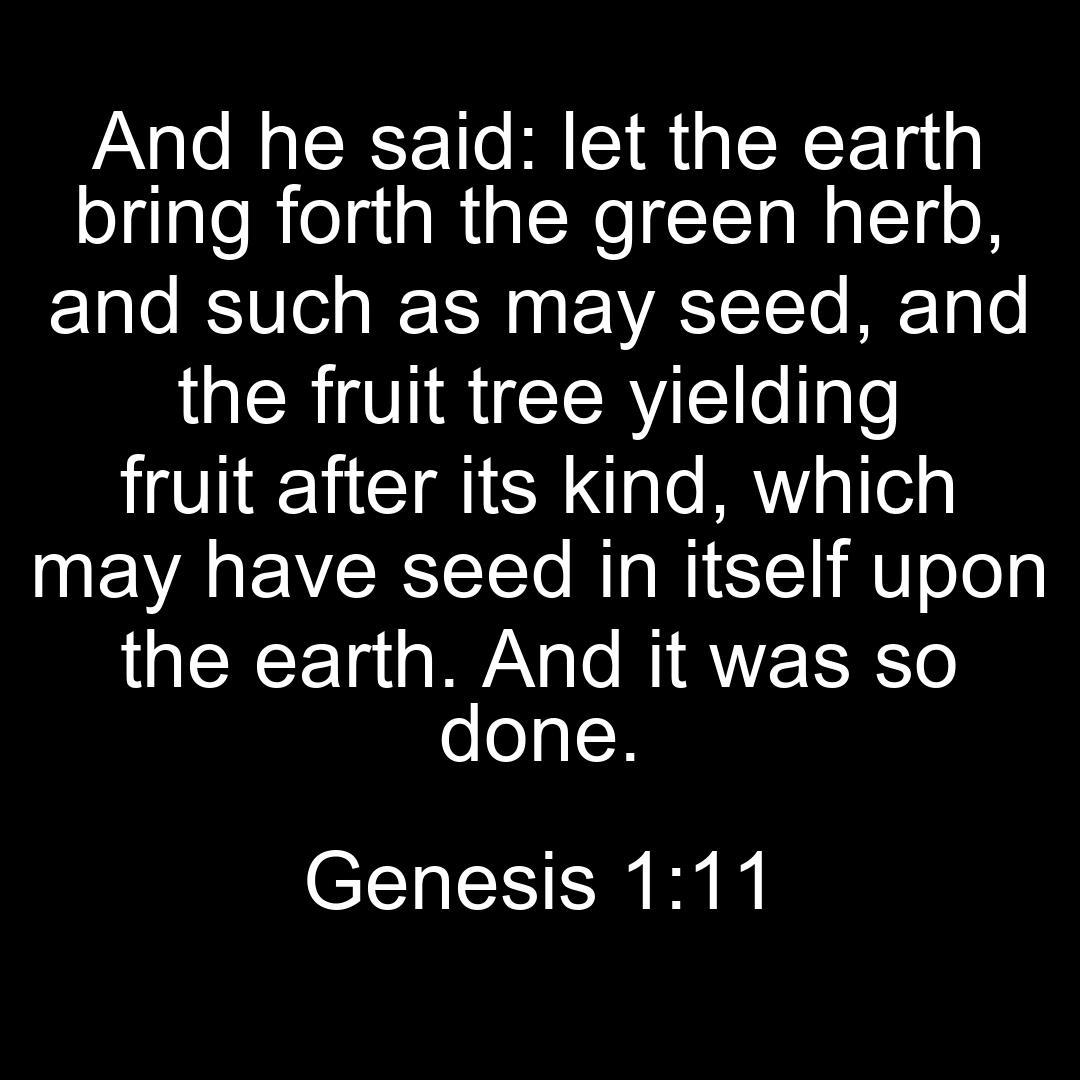 And he said: let the earth
bring forth the green herb,
and such as may seed, and
the fruit tree yielding
fruit after its kind, which
may have seed in itself upon
the earth. And it was so
done.
Genesis 1:11